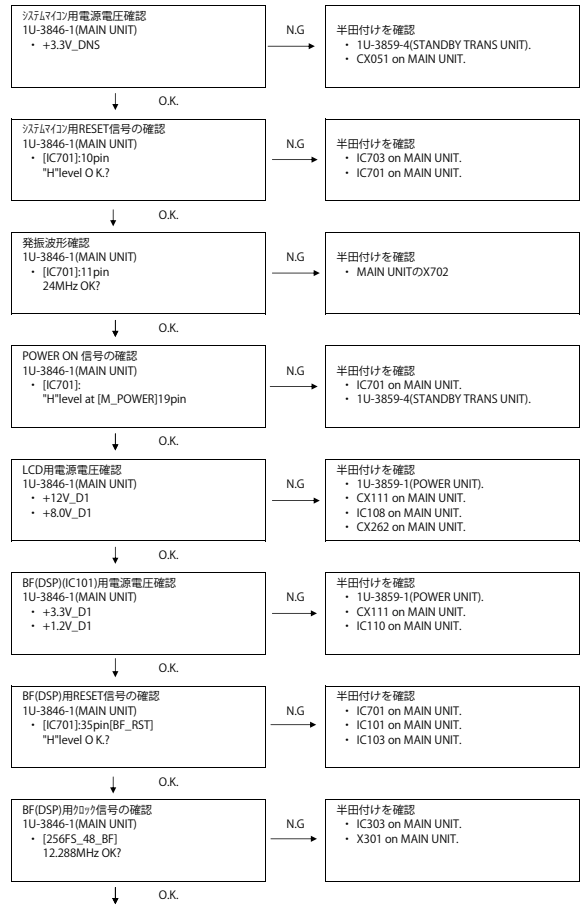 ｼｽﾃﾑﾏｲｺﾝ用電源電圧確認
1U-3846-1(MAIN UNIT)
・ +3.3V_DNS
N.G
半田付けを確認
・ 1U-3859-4(STANDBY TRANS UNIT).
・ CX051 on MAIN UNIT.
O.K.
ｼｽﾃﾑﾏｲｺﾝ用RESET信号の確認
1U-3846-1(MAIN UNIT)
・ [IC701]:10pin
"H"level O K.?
N.G
半田付けを確認
・ IC703 on MAIN UNIT.
・ IC701 on MAIN UNIT.
O.K.
発振波形確認
1U-3846-1(MAIN UNIT)
・ [IC701]:11pin
24MHz OK?
N.G
半田付けを確認
・ MAIN UNITのX702
O.K.
POWER ON 信号の確認
1U-3846-1(MAIN UNIT)
・ [IC701]:
"H"level at [M_POWER]19pin
N.G
半田付けを確認
・ IC701 on MAIN UNIT.
・ 1U-3859-4(STANDBY TRANS UNIT).
O.K.
LCD用電源電圧確認
1U-3846-1(MAIN UNIT)
・ +12V_D1
・ +8.0V_D1
N.G
半田付けを確認
・ 1U-3859-1(POWER UNIT).
・ CX111 on MAIN UNIT.
・ IC108 on MAIN UNIT.
・ CX262 on MAIN UNIT.
O.K.
BF(DSP)(IC101)用電源電圧確認
1U-3846-1(MAIN UNIT)
・ +3.3V_D1
・ +1.2V_D1
N.G
半田付けを確認
・ 1U-3859-1(POWER UNIT).
・ CX111 on MAIN UNIT.
・ IC110 on MAIN UNIT.
O.K.
BF(DSP)用RESET信号の確認
1U-3846-1(MAIN UNIT)
・ [IC701]:35pin[BF_RST]
"H"level O K.?
N.G
半田付けを確認
・ IC701 on MAIN UNIT.
・ IC101 on MAIN UNIT.
・ IC103 on MAIN UNIT.
O.K.
BF(DSP)用ｸﾛｯｸ信号の確認
1U-3846-1(MAIN UNIT)
・ [256FS_48_BF]
12.288MHz OK?
N.G
半田付けを確認
・ IC303 on MAIN UNIT.
・ X301 on MAIN UNIT.
O.K.